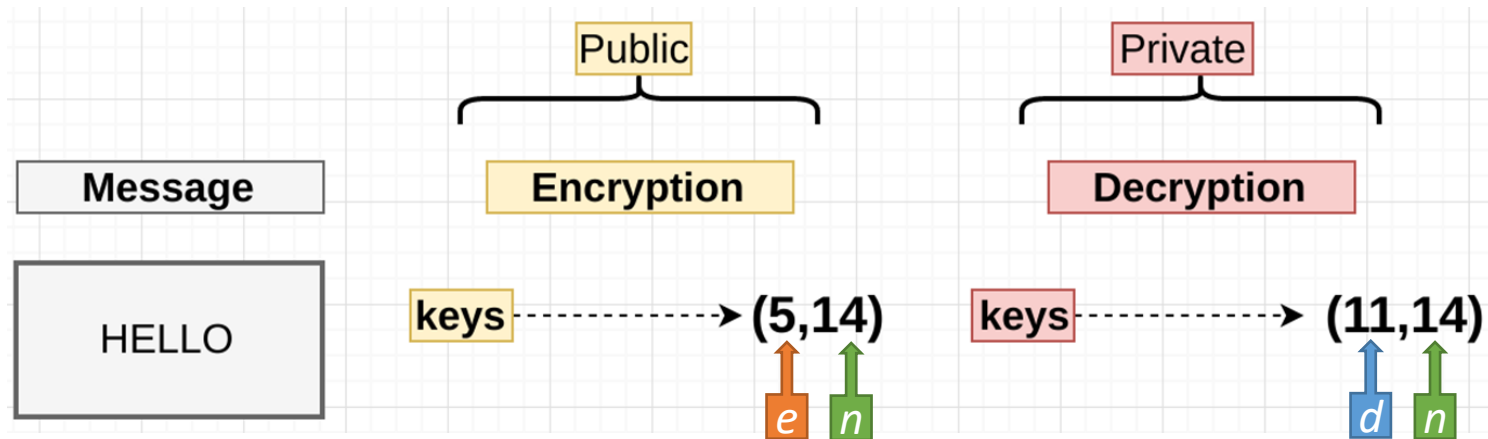 Public
Private
Message
Encryption
Decryption
HELLO
keys
(5,14)
keys
(11,14)
e
n
d
n